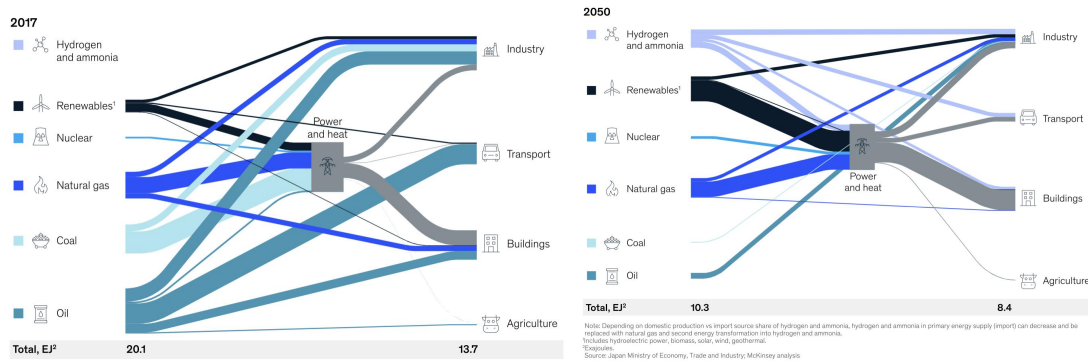 2017
Hydrogen
and ammonia
Renewables¹
Nuclear
Natural gas
Coal
Oil
Power
and heat
Industry
Transport
Buildings
Agriculture
Total, EJ² 20.1 13.7
2050
Hydrogen
and ammonia
Renewables¹
Nuclear
Natural gas
Coal
Oil
Power
and heat
Industry
Transport
Buildings
Agriculture
Total, EJ² 10.3 8.4
Note: Depending on domestic production vs import source share of hydrogen and ammonia, hydrogen and ammonia in primary energy supply (import) can decrease and be
replaced with natural gas and second energy transformation into hydrogen and ammonia.
¹Includes hydroelectric power, biomass, solar, wind, geothermal.
²Exajoules.
Source: Japan Ministry of Economy, Trade and Industry; McKinsey analysis